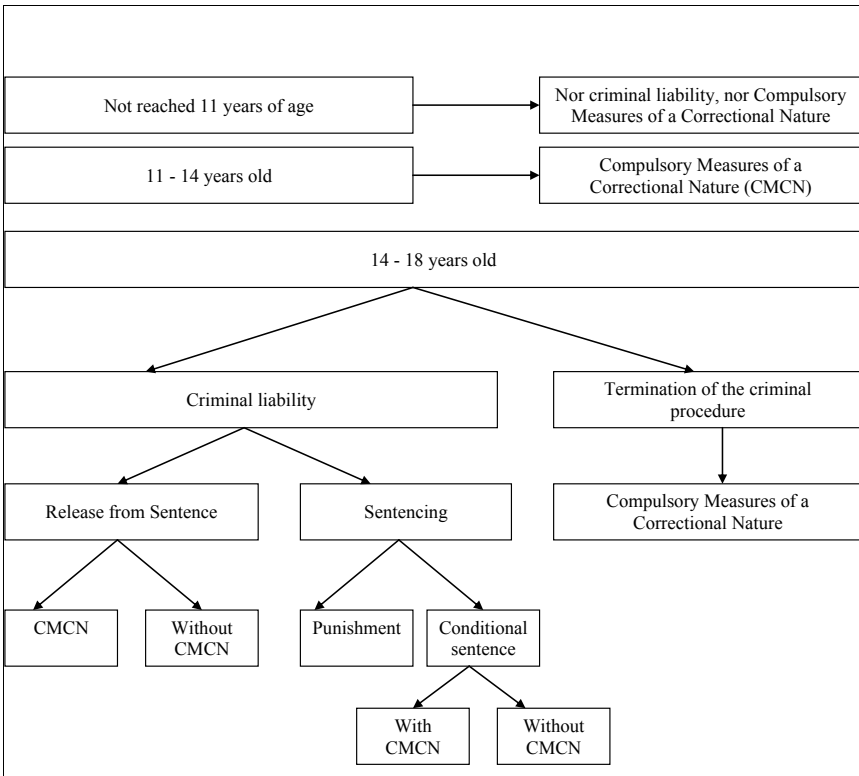 Not reached 11 years of age
Nor criminal liability, nor Compulsory
Measures of a Correctional Nature
11 - 14 years old
Compulsory Measures of a
Correctional Nature (CMCN)
14 - 18 years old
Criminal liability
Termination of the criminal
procedure
Release from Sentence
Sentencing
Compulsory Measures of a
Correctional Nature
CMCN
Without
CMCN
Punishment
Conditional
sentence
With
CMCN
Without
CMCN